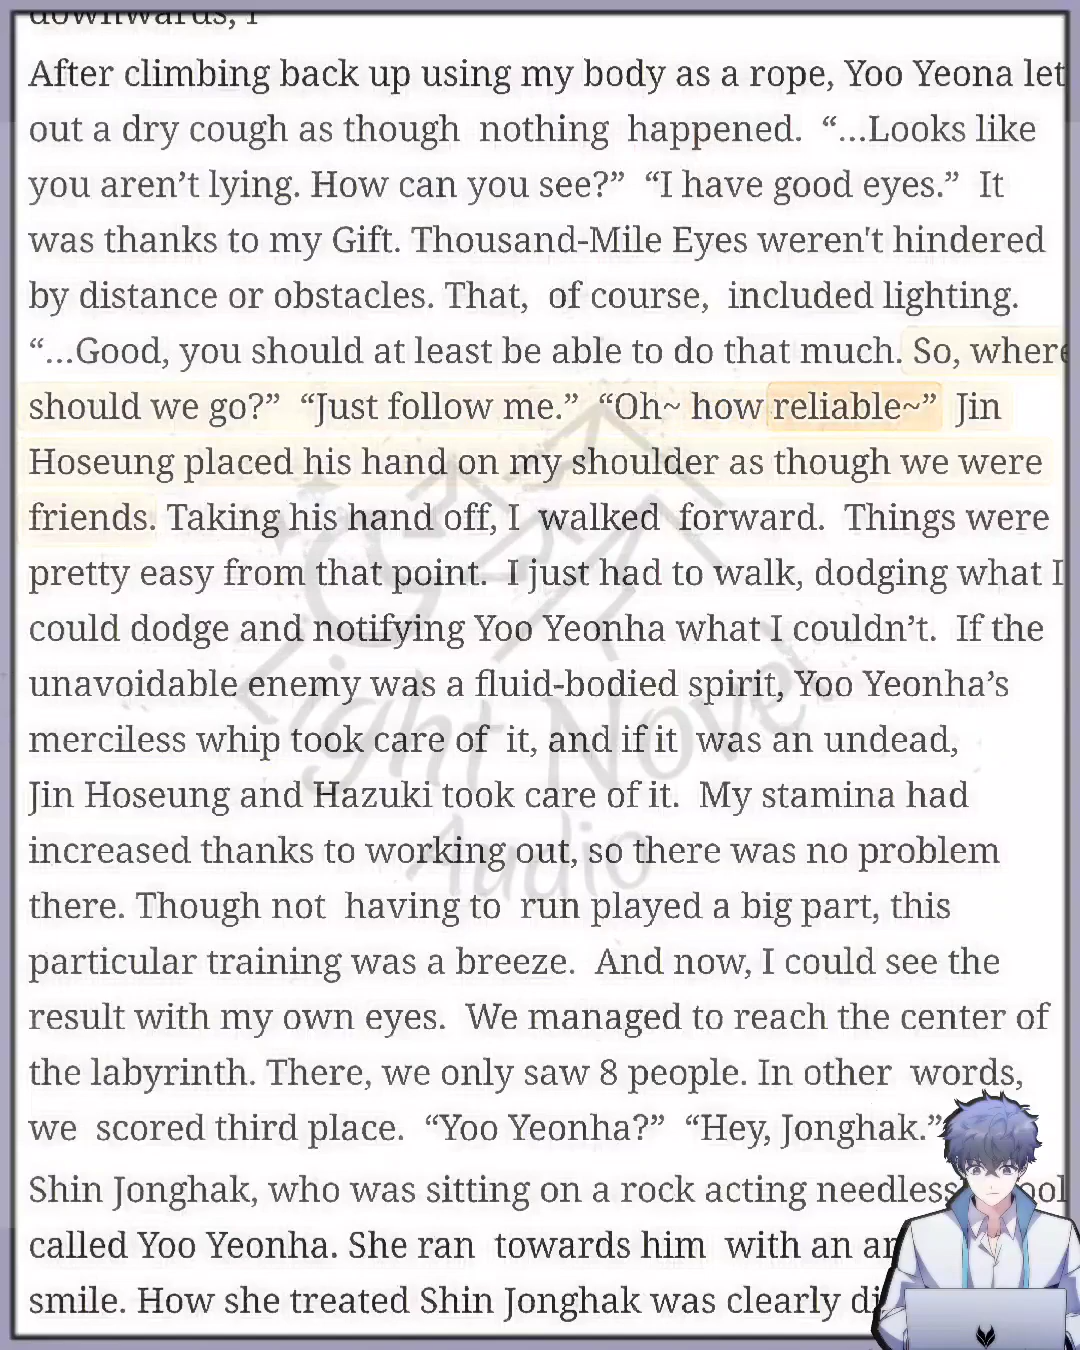 downwards, I
After climbing back up using my body as a rope, Yoo Yeona let
out a dry cough as though nothing happened. “...Looks like
you aren’t lying. How can you see?” “I have good eyes.” It
was thanks to my Gift. Thousand-Mile Eyes weren't hindered
by distance or obstacles. That, of course, included lighting.
“...Good, you should at least be able to do that much. So, where
should we go?” “Just follow me.” “Oh~ how reliable~” Jin
Hoseung placed his hand on my shoulder as though we were
friends. Taking his hand off, I walked forward. Things were
pretty easy from that point. I just had to walk, dodging what I
could dodge and notifying Yoo Yeonha what I couldn’t. If the
unavoidable enemy was a fluid-bodied spirit, Yoo Yeonha’s
merciless whip took care of it, and if it was an undead,
Jin Hoseung and Hazuki took care of it. My stamina had
increased thanks to working out, so there was no problem
there. Though not having to run played a big part, this
particular training was a breeze. And now, I could see the
result with my own eyes. We managed to reach the center of
the labyrinth. There, we only saw 8 people. In other words,
we scored third place. “Yoo Yeonha?” “Hey, Jonghak.”
Shin Jonghak, who was sitting on a rock acting
called Yoo Yeonha. She ran towards him with an
smile. How she treated Shin Jonghak was clearly
Light Novel
Audio